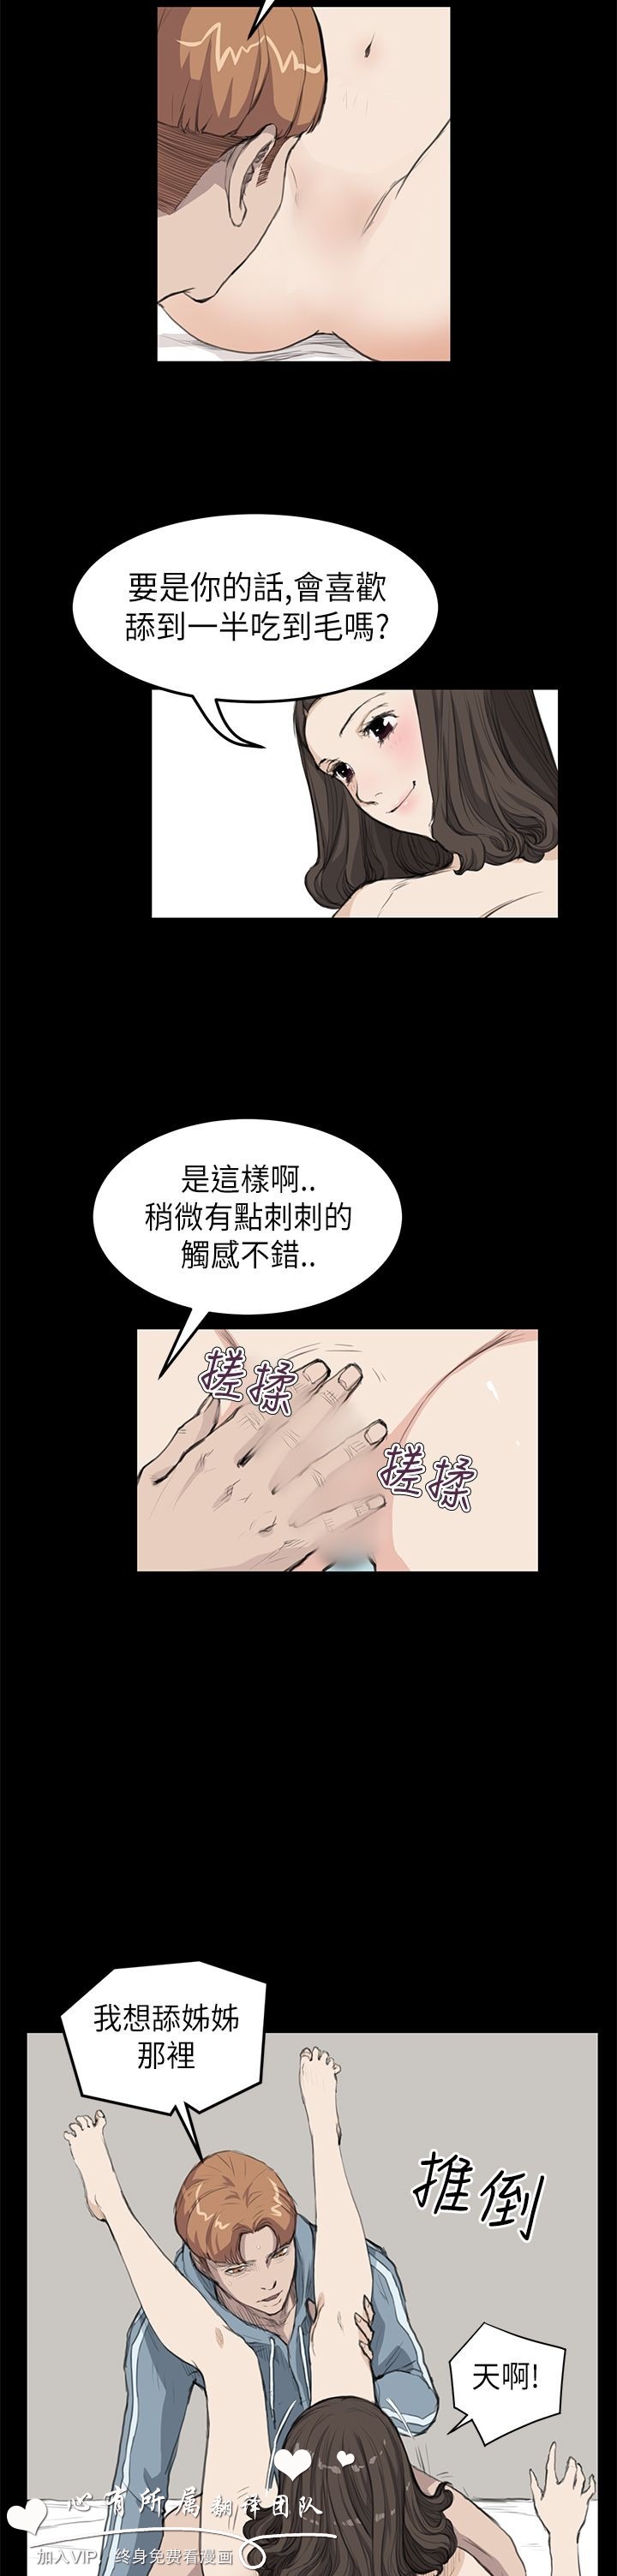 要是你的話,會喜歡
舔到一半吃到毛嗎?
是這樣啊..
稍微有點刺刺的
觸感不錯..
搓揉
搓揉
我想舔姊姊
那裡
推倒
天啊!
心有所属翻译团队
加入VIP，终身免费看漫画